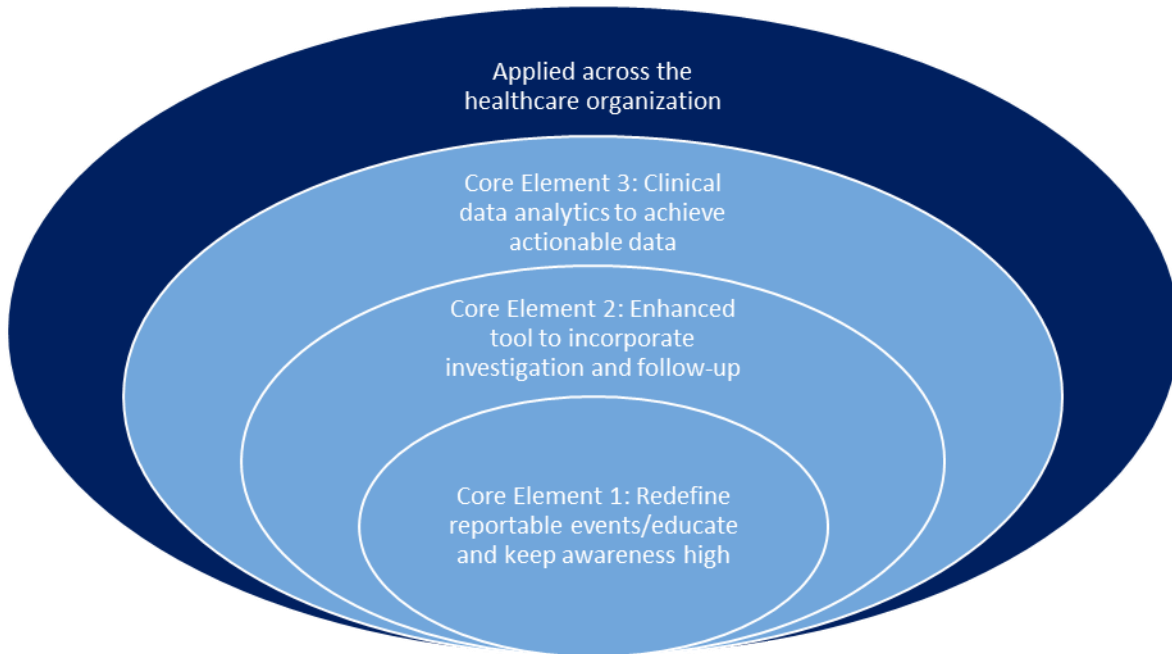 Applied across the
healthcare organization
Core Element 3: Clinical
data analytics to achieve
actionable data
Core Element 2: Enhanced
tool to incorporate
investigation and follow-up
Core Element 1: Redefine
reportable events/educate
and keep awareness high